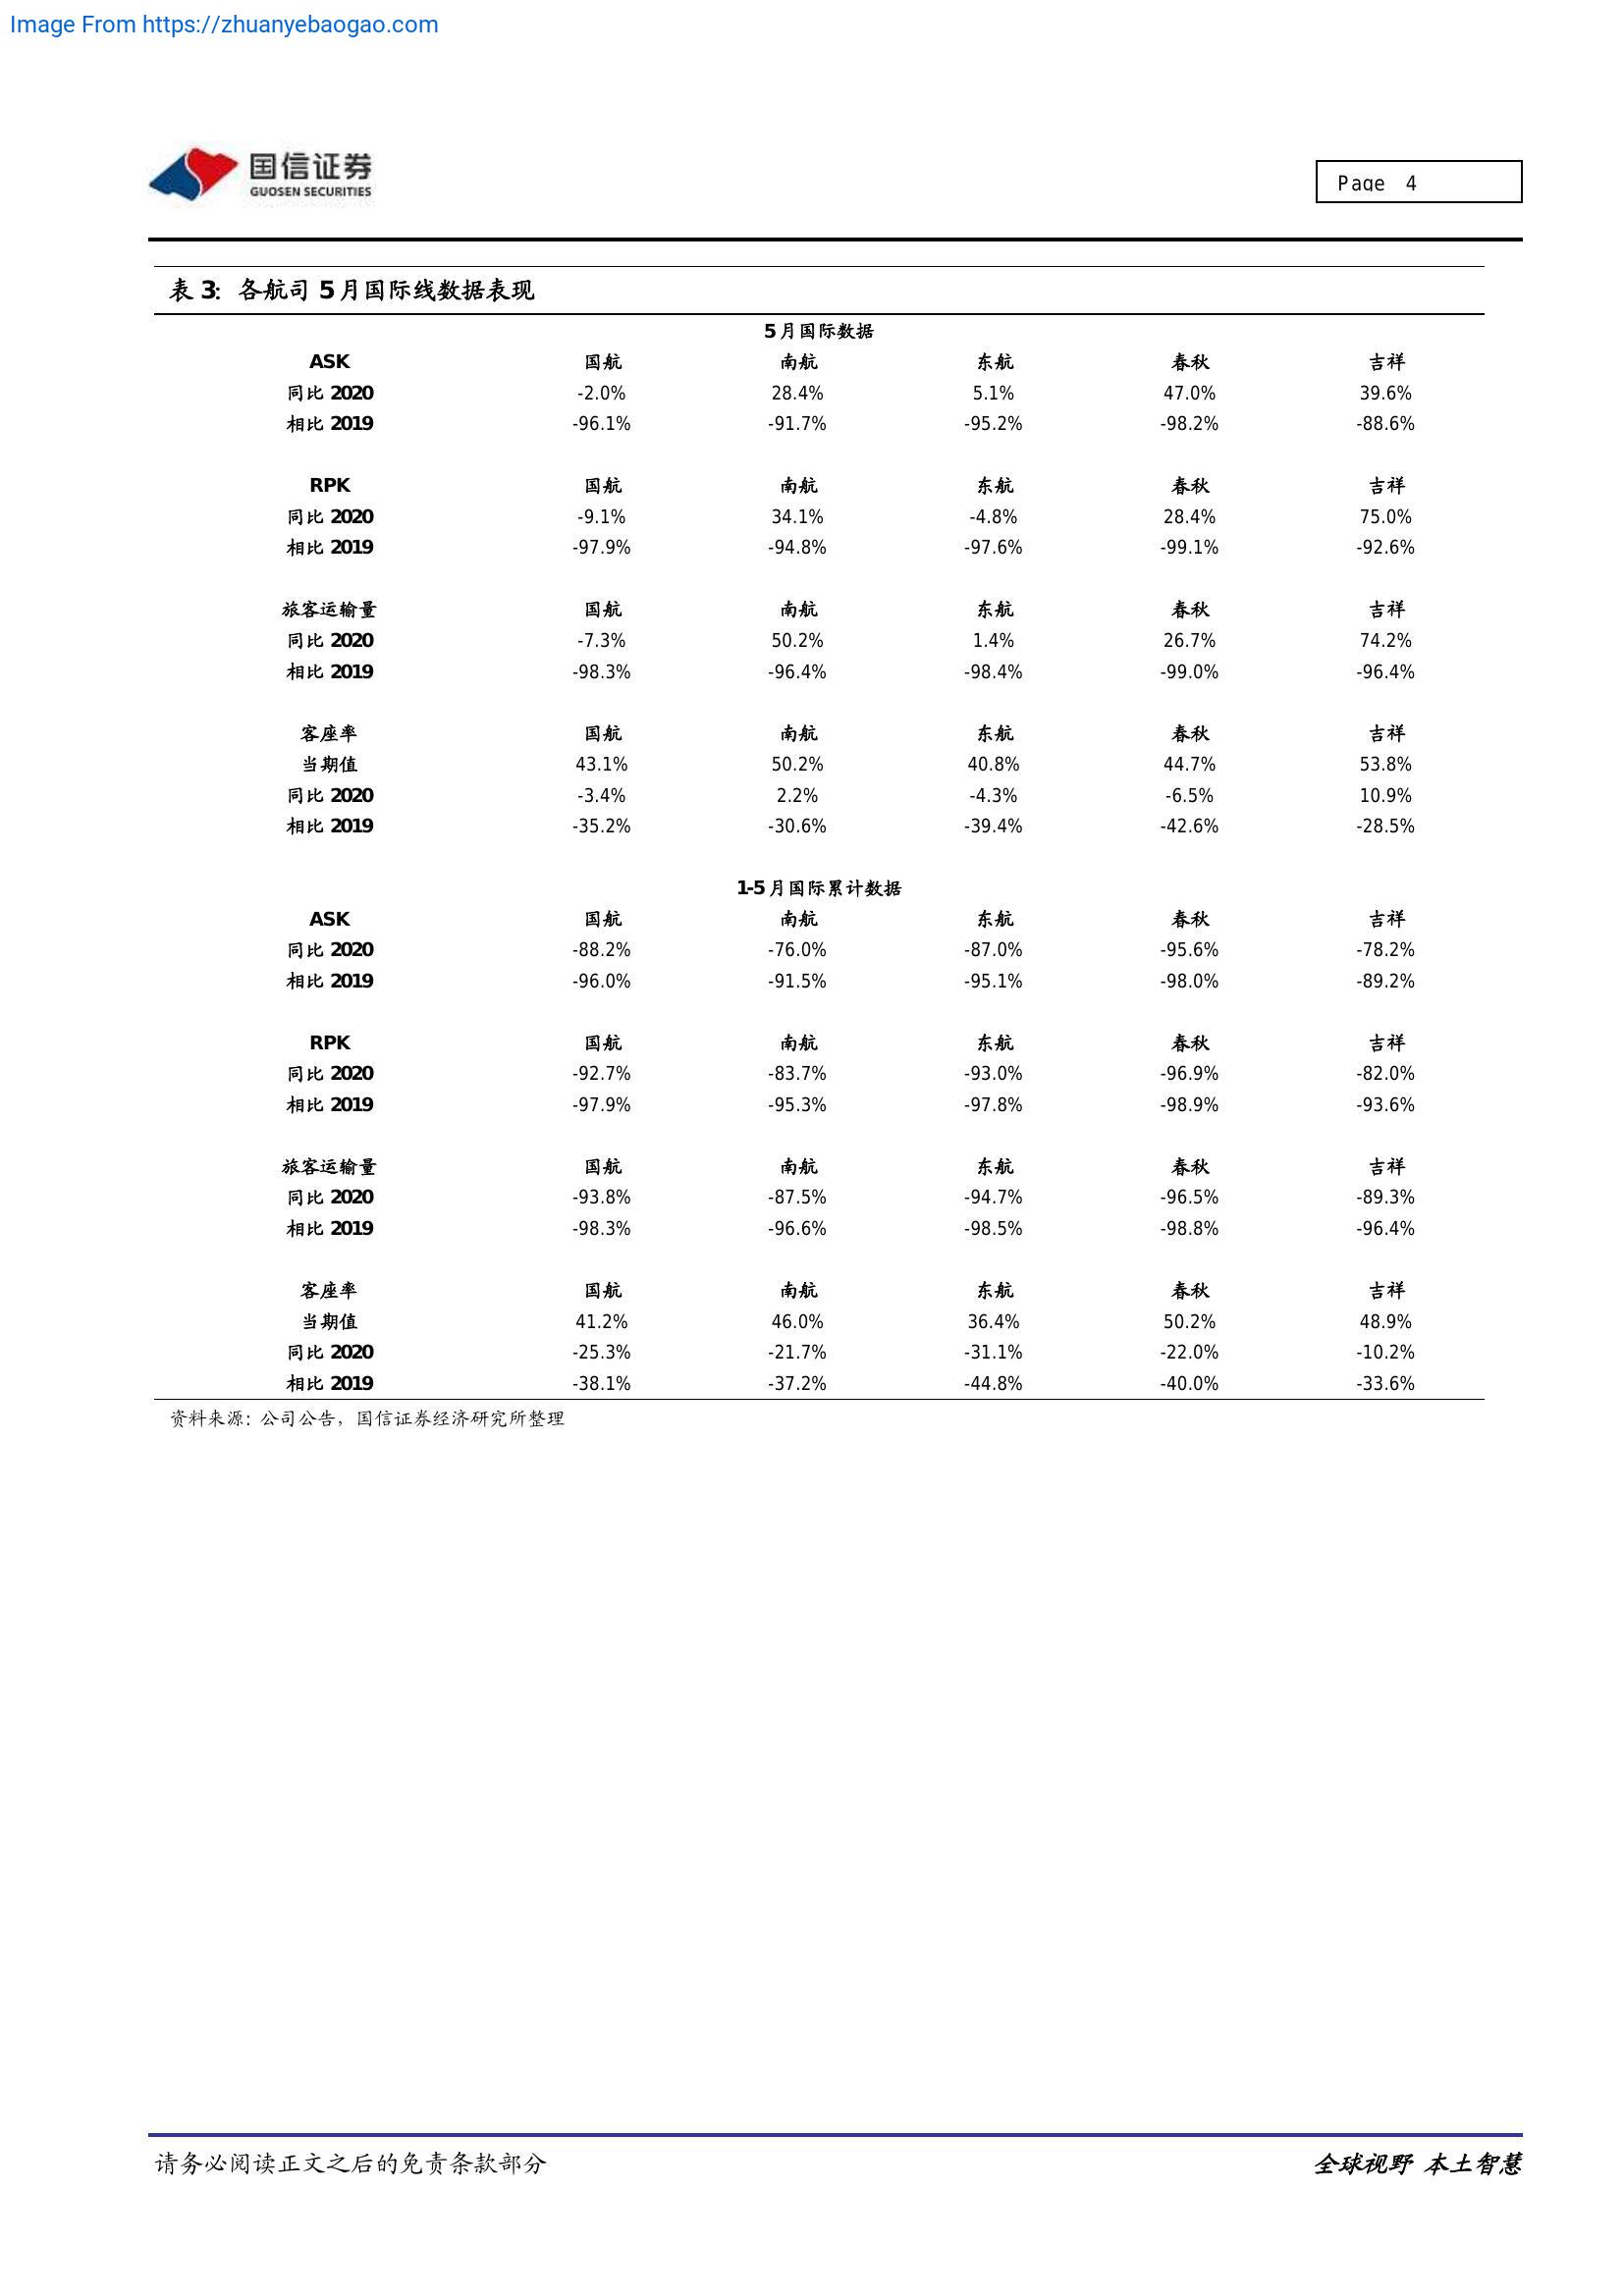 Image From https://zhuanyebaogao.com
国信证券
GUOSEN SECURITIES
Page 4
表 3：各航司 5 月国际线数据表现
5 月国际数据
ASK 国航 南航 东航 春秋 吉祥
同比 2020 -2.0% 28.4% 5.1% 47.0% 39.6%
相比 2019 -96.1% -91.7% -95.2% -98.2% -88.6%
RPK 国航 南航 东航 春秋 吉祥
同比 2020 -9.1% 34.1% -4.8% 28.4% 75.0%
相比 2019 -97.9% -94.8% -97.6% -99.1% -92.6%
旅客运输量 国航 南航 东航 春秋 吉祥
同比 2020 -7.3% 50.2% 1.4% 26.7% 74.2%
相比 2019 -98.3% -96.4% -98.4% -99.0% -96.4%
客座率 国航 南航 东航 春秋 吉祥
当期值 43.1% 50.2% 40.8% 44.7% 53.8%
同比 2020 -3.4% 2.2% -4.3% -6.5% 10.9%
相比 2019 -35.2% -30.6% -39.4% -42.6% -28.5%
1-5 月国际累计数据
ASK 国航 南航 东航 春秋 吉祥
同比 2020 -88.2% -76.0% -87.0% -95.6% -78.2%
相比 2019 -96.0% -91.5% -95.1% -98.0% -89.2%
RPK 国航 南航 东航 春秋 吉祥
同比 2020 -92.7% -83.7% -93.0% -96.9% -82.0%
相比 2019 -97.9% -95.3% -97.8% -98.9% -93.6%
旅客运输量 国航 南航 东航 春秋 吉祥
同比 2020 -93.8% -87.5% -94.7% -96.5% -89.3%
相比 2019 -98.3% -96.6% -98.5% -98.8% -96.4%
客座率 国航 南航 东航 春秋 吉祥
当期值 41.2% 46.0% 36.4% 50.2% 48.9%
同比 2020 -25.3% -21.7% -31.1% -22.0% -10.2%
相比 2019 -38.1% -37.2% -44.8% -40.0% -33.6%
资料来源：公司公告，国信证券经济研究所整理
请务必阅读正文之后的免责条款部分 全球视野 本土智慧